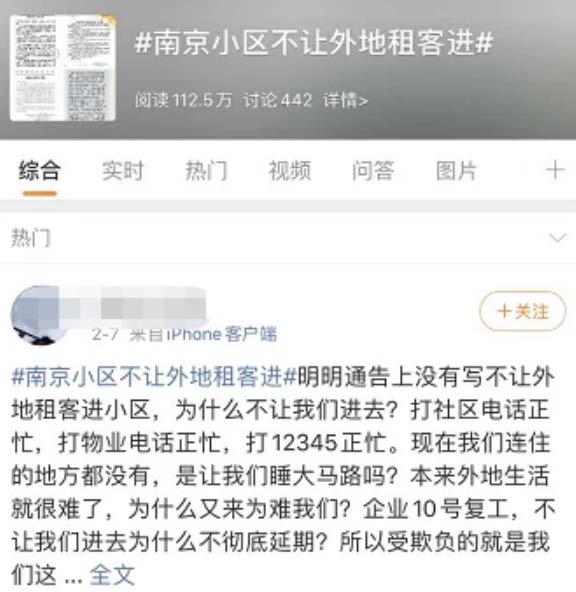 #南京小区不让外地租客进#
阅读112.5万 讨论442 详情>
综合 实时 热门 视频 问答 图片
热门
+关注
2-7 来自iPhone客户端
#南京小区不让外地租客进#明明通告上没有写不让外
地租客进小区，为什么不让我们进去？打社区电话正
忙，打物业电话正忙，打12345正忙。现在我们连住
的地方都没有，是让我们睡大马路吗？本来外地生活
就很难了，为什么又来为难我们？企业10号复工，不
让我们进去为什么不彻底延期？所以受欺负的就是我
们这 ... 全文